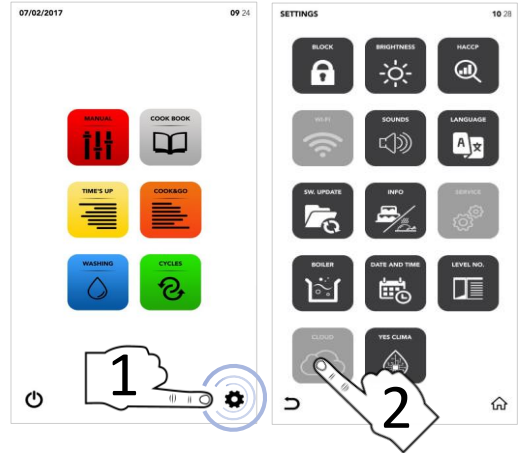 07/02/2017 09 24
MANUAL COOK BOOK
TIME'S UP COOK&GO
WASHING CYCLES
1
SETTINGS 10 28
BLOCK BRIGHTNESS HACCP
WI-FI SOUNDS LANGUAGE
A
SW. UPDATE INFO SERVICE
BOILER DATE AND TIME LEVEL NO.
CLOUD YES CLIMA
2